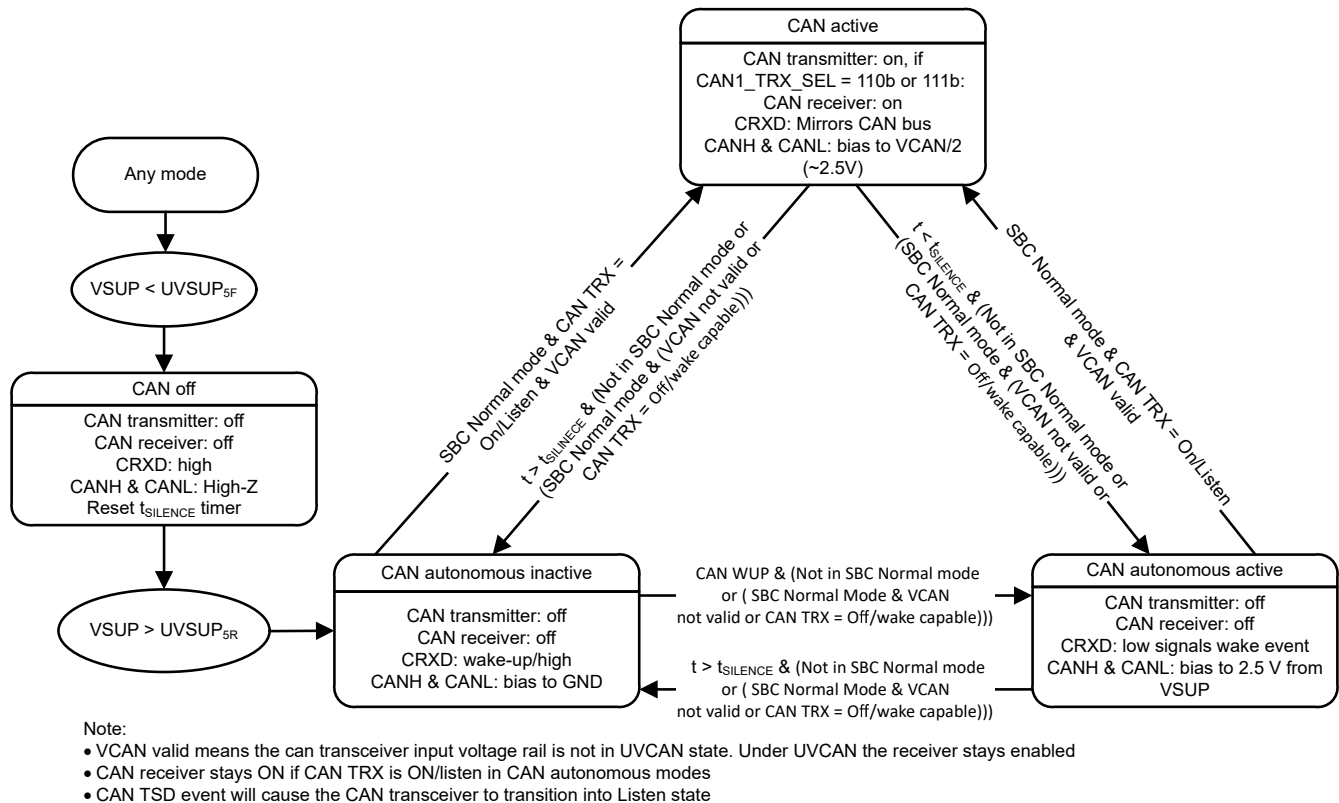 CAN active
CAN transmitter: on, if
CAN1_TRX_SEL = 110b or 111b:
CAN receiver: on
CRXD: Mirrors CAN bus
CANH & CANL: bias to VCAN/2
(~2.5V)
Any mode
VSUP < UVSUP5F
CAN off
CAN transmitter: off
CAN receiver: off
CRXD: high
CANH & CANL: High-Z
Reset tSILENCE timer
VSUP > UVSUP5R
SBC Normal mode & CAN TRX =
On/Listen & VCAN valid
t > tSILINECE & (Not in SBC Normal mode or
(SBC Normal mode & (VCAN not valid or
CAN TRX = Off/wake capable)))
t < tSILENCE & (Not in SBC Normal mode or
(SBC Normal mode & (VCAN not valid or
CAN TRX = Off/wake capable)))
SBC Normal mode & CAN TRX = On/Listen
& VCAN valid
CAN autonomous inactive
CAN transmitter: off
CAN receiver: off
CRXD: wake-up/high
CANH & CANL: bias to GND
CAN WUP & (Not in SBC Normal mode
or ( SBC Normal Mode & VCAN
not valid or CAN TRX = Off/wake capable)))
t > tSILENCE & (Not in SBC Normal mode
or ( SBC Normal Mode & VCAN
not valid or CAN TRX = Off/wake capable)))
CAN autonomous active
CAN transmitter: off
CAN receiver: off
CRXD: low signals wake event
CANH & CANL: bias to 2.5 V from
VSUP
Note:
• VCAN valid means the can transceiver input voltage rail is not in UVCAN state. Under UVCAN the receiver stays enabled
• CAN receiver stays ON if CAN TRX is ON/listen in CAN autonomous modes
• CAN TSD event will cause the CAN transceiver to transition into Listen state